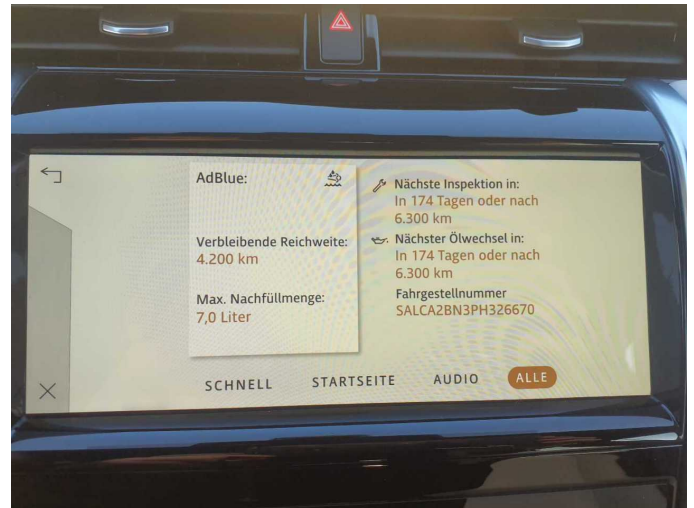 AdBlue:
Verbleibende Reichweite:
4.200 km
Max. Nachfüllmenge:
7,0 Liter
Nächste Inspektion in:
In 174 Tagen oder nach
6.300 km
Nächster Ölwechsel in:
In 174 Tagen oder nach
6.300 km
Fahrgestellnummer
SALCA2BN3PH326670
SCHNELL STARTSEITE AUDIO ALLE